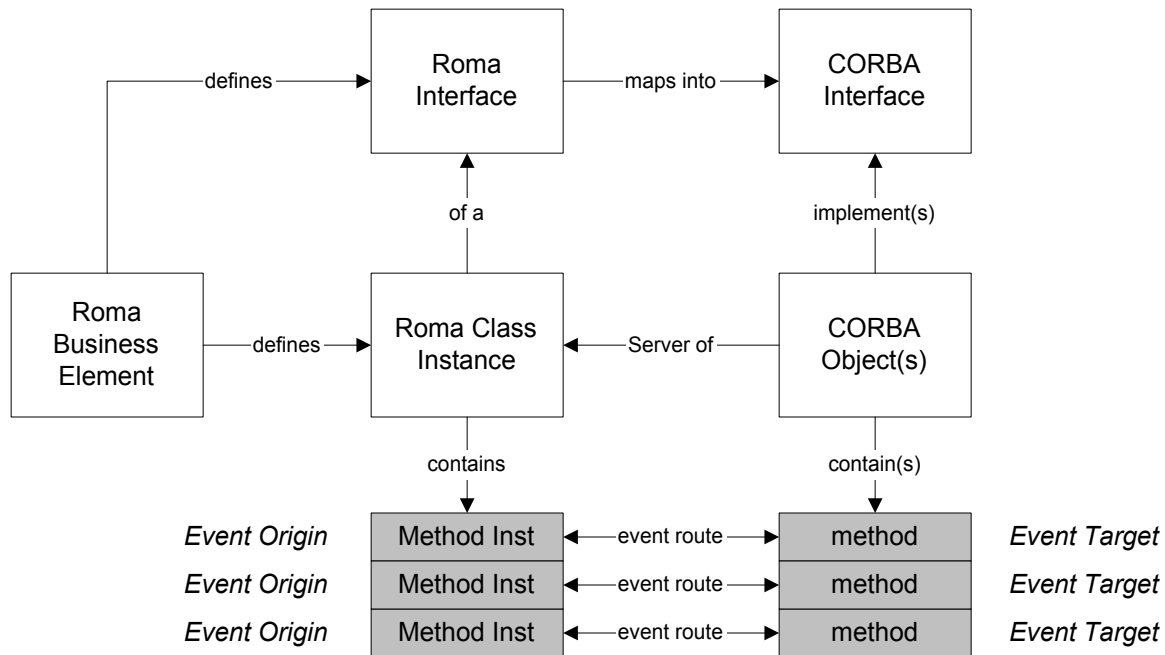 Roma
Interface
CORBA
Interface
defines
maps into
of a
implement(s)
Roma
Business
Element
defines
Roma Class
Instance
Server of
CORBA
Object(s)
contains
contain(s)
Event Origin
Method Inst
event route
method
Event Target
Event Origin
Method Inst
event route
method
Event Target
Event Origin
Method Inst
event route
method
Event Target